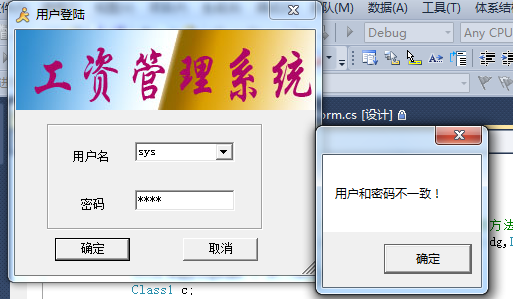 用户登陆
工资管理系统
用户名
sys
密码
****
确定
取消
队(M) 数据(A) 工具(T) 体系结
Debug
Any CPU
orm.cs [设计]
用户和密码不一致！
确定
方法
dg,
Class1 c;